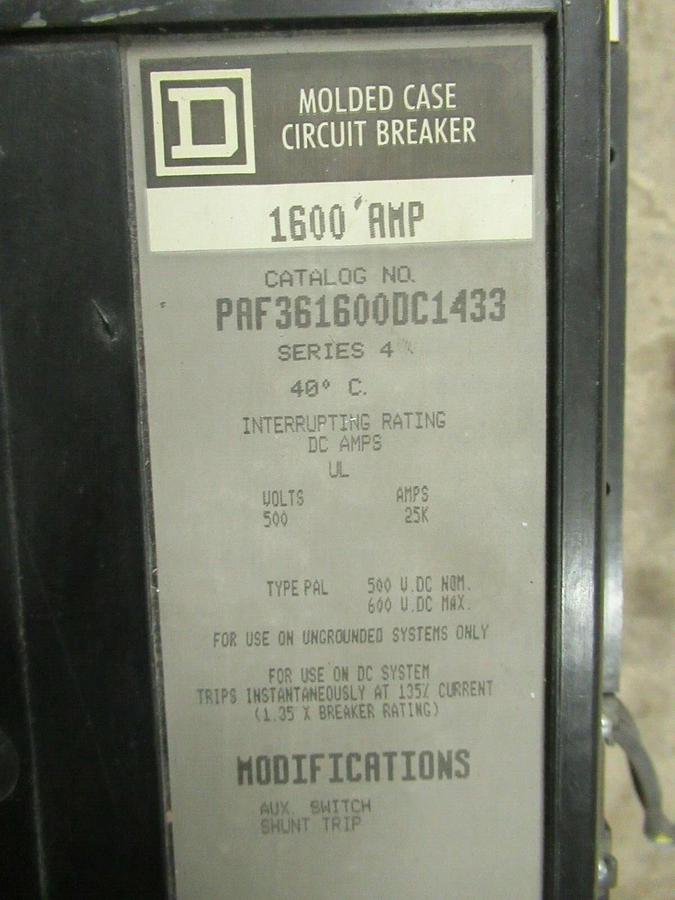 D
MOLDED CASE
CIRCUIT BREAKER
1600 AMP
CATALOG NO.
PAF361600DC1433
SERIES 4
40° C.
INTERRUPTING RATING
DC AMPS
UL
VOLTS AMPS
500 25K
TYPE PAL 500 V.DC NOM.
600 V.DC MAX.
FOR USE ON UNGROUNDED SYSTEMS ONLY
FOR USE ON DC SYSTEM
TRIPS INSTANTANEOUSLY AT 135% CURRENT
(1.35 X BREAKER RATING)
MODIFICATIONS
AUX. SWITCH
SHUNT TRIP